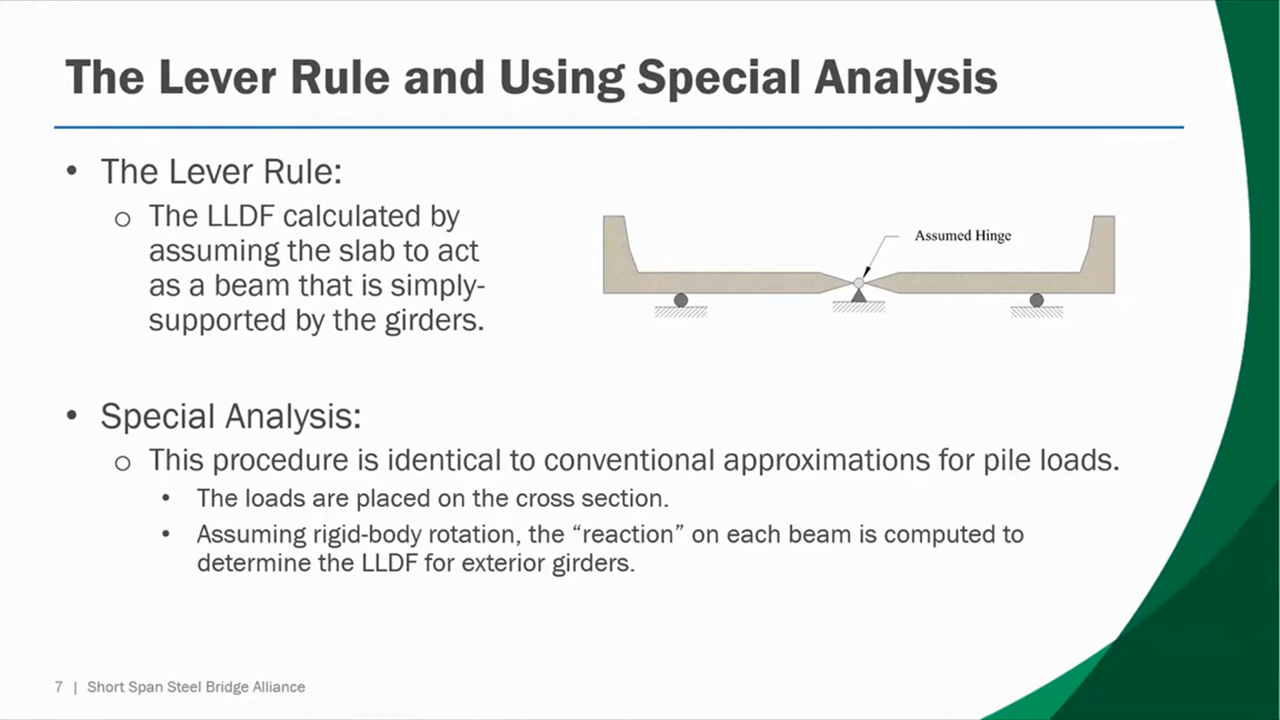 The Lever Rule and Using Special Analysis
• The Lever Rule:
o The LLDF calculated by
assuming the slab to act
as a beam that is simply-
supported by the girders.
Assumed Hinge
• Special Analysis:
o This procedure is identical to conventional approximations for pile loads.
• The loads are placed on the cross section.
• Assuming rigid-body rotation, the “reaction” on each beam is computed to
determine the LLDF for exterior girders.
7 | Short Span Steel Bridge Alliance